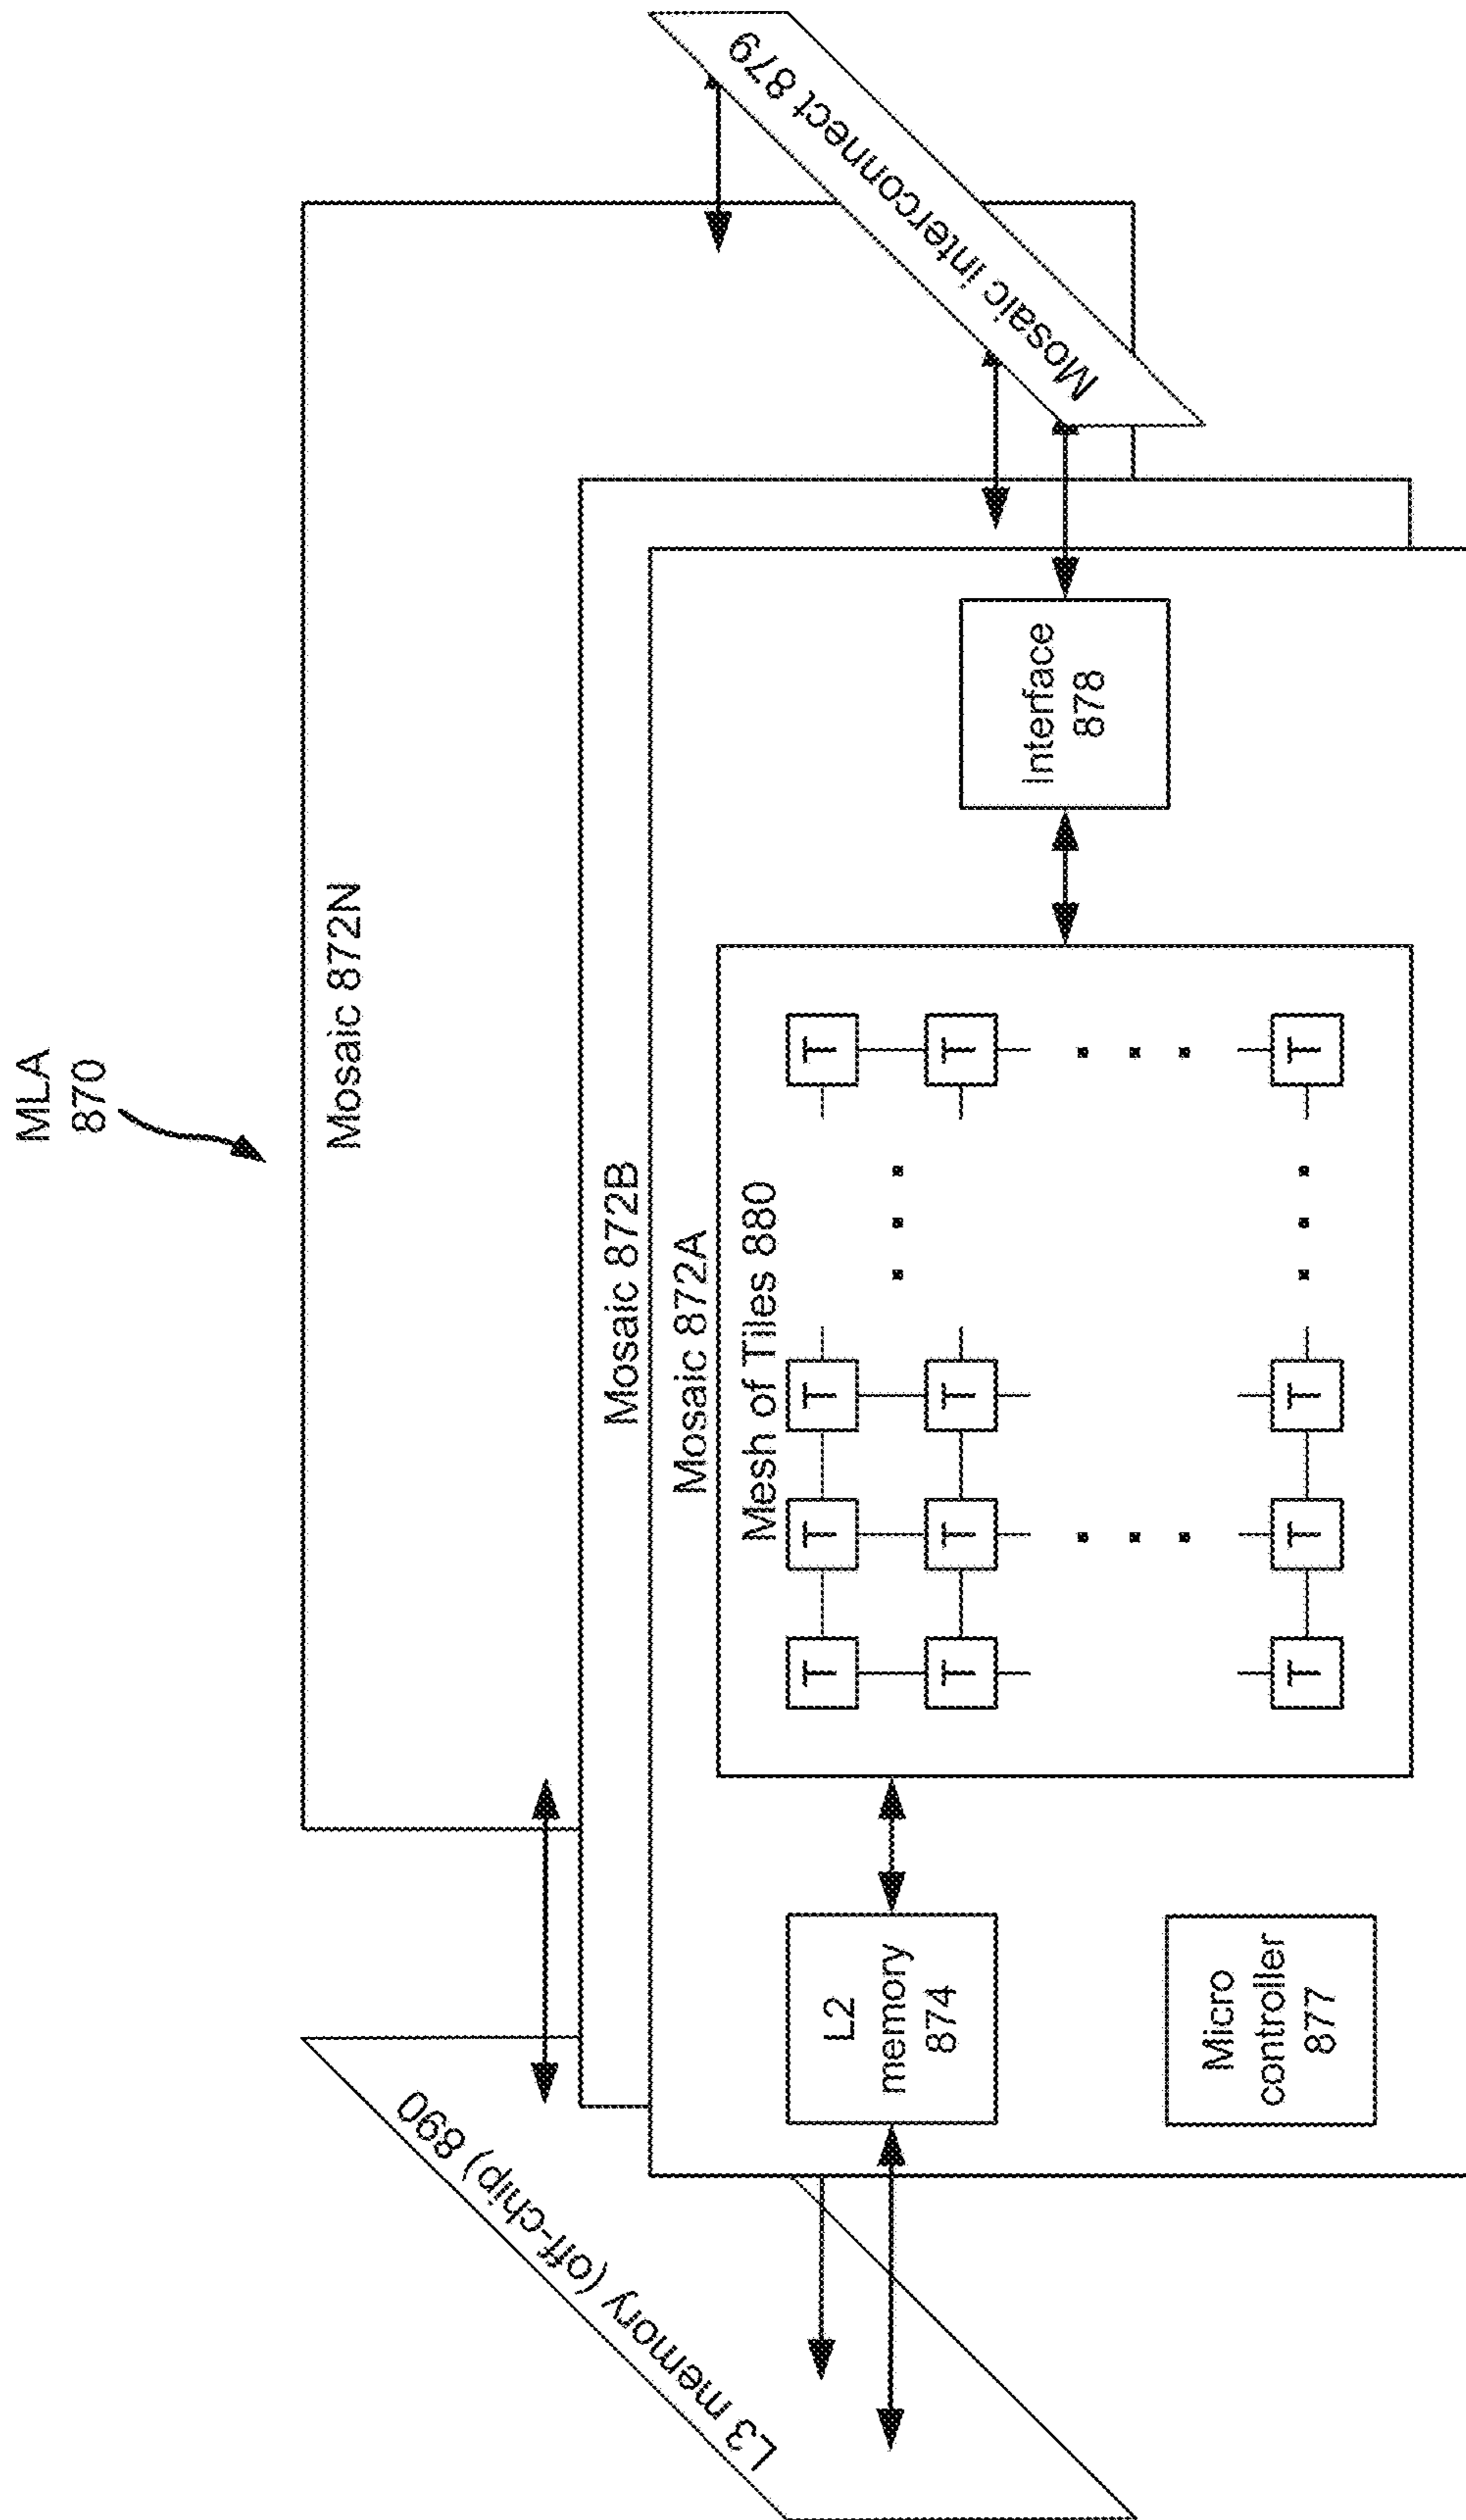 MLA
870
Mosaic 872N
Mosaic 872B
Mosaic 872A
Mesh of Tiles 880
L3 memory (off-chip) 890
L2
memory
874
Micro
controller
877
T T T T
T T T T
T T T T
Interface
878
Mosaic interconnect 879